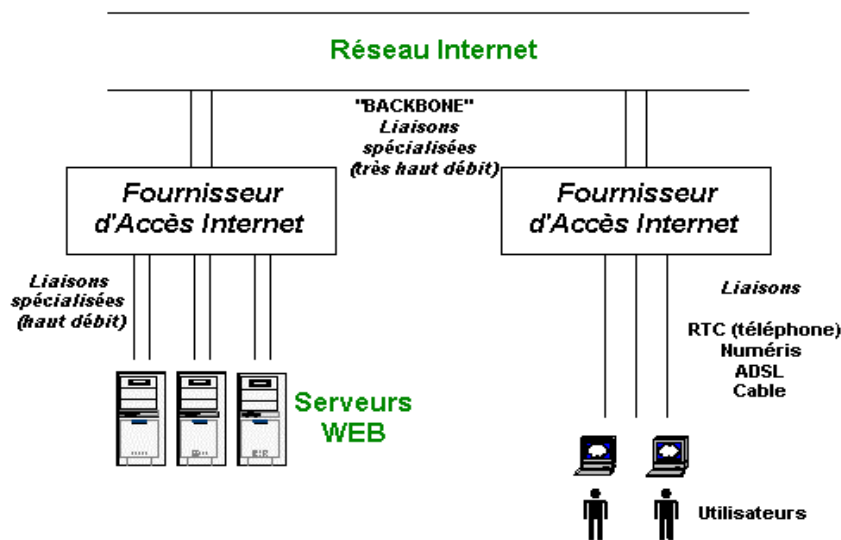 Réseau Internet
"BACKBONE"
Liaisons
spécialisées
(très haut débit)
Fournisseur
d'Accès Internet
Fournisseur
d'Accès Internet
Liaisons
spécialisées
(haut débit)
Liaisons
RTC (téléphone)
Numéris
ADSL
Cable
Serveurs
WEB
Utilisateurs